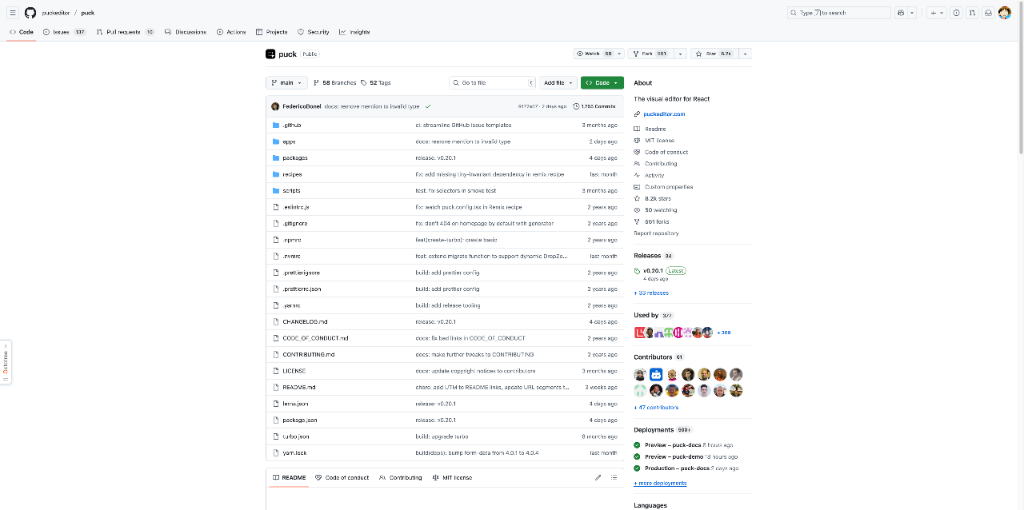 puckeditor / puck
Type / to search
Code
Issues 137
Pull requests 10
Discussions
Actions
Projects
Security
Insights
puck Public
Watch
Fork
Star
main
58 Branches
52 Tags
Go to file
Add file
Code
FedericoBonel docs: remove mention to invalid type
2 days ago
Commits
.github ci: streamline GitHub issue templates 3 months ago
apps docs: remove mention to invalid type 2 days ago
packages release: v0.20.1 4 days ago
recipes fix: add missing tiny-invariant dependency in remix recipe last month
scripts test: fix selectors in smoke test 3 months ago
.eslintrc.js fix: watch puck.config.tsx in Remix recipe 2 years ago
.gitignore fix: don't 404 on homepage by default with generator 2 years ago
.npmrc feat(create-turbo): create basic 2 years ago
.nvmrc feat: extend migrate function to support dynamic DropZo... last month
.prettierignore build: add prettier config 2 years ago
.prettierrc.json build: add prettier config 2 years ago
.yarnrc build: add release tooling 2 years ago
CHANGELOG.md release: v0.20.1 4 days ago
CODE_OF_CONDUCT.md docs: fix bad links in CODE_OF_CONDUCT 2 years ago
CONTRIBUTING.md docs: make further tweaks to CONTRIBUTING 2 years ago
LICENSE docs: update copyright notices to contributors 3 months ago
README.md chore: add UTM to README links, update URL segments t... 3 weeks ago
lerna.json release: v0.20.1 4 days ago
package.json release: v0.20.1 4 days ago
turbo.json build: upgrade turbo 8 months ago
yarn.lock build(deps): bump form-data from 4.0.1 to 4.0.4 last month
README
Code of conduct
Contributing
MIT license
About
The visual editor for React
puckeditor.com
Readme
MIT license
Code of conduct
Contributing
Activity
Custom properties
8.2k stars
50 watching
561 forks
Report repository
Releases 34
v0.20.1 Latest
4 days ago
+ 33 releases
Used by 377
+ 369
Contributors 61
+ 47 contributors
Deployments 500+
Preview – puck-docs
Preview – puck-demo
Production – puck-docs 2 days ago
+ more deployments
Languages